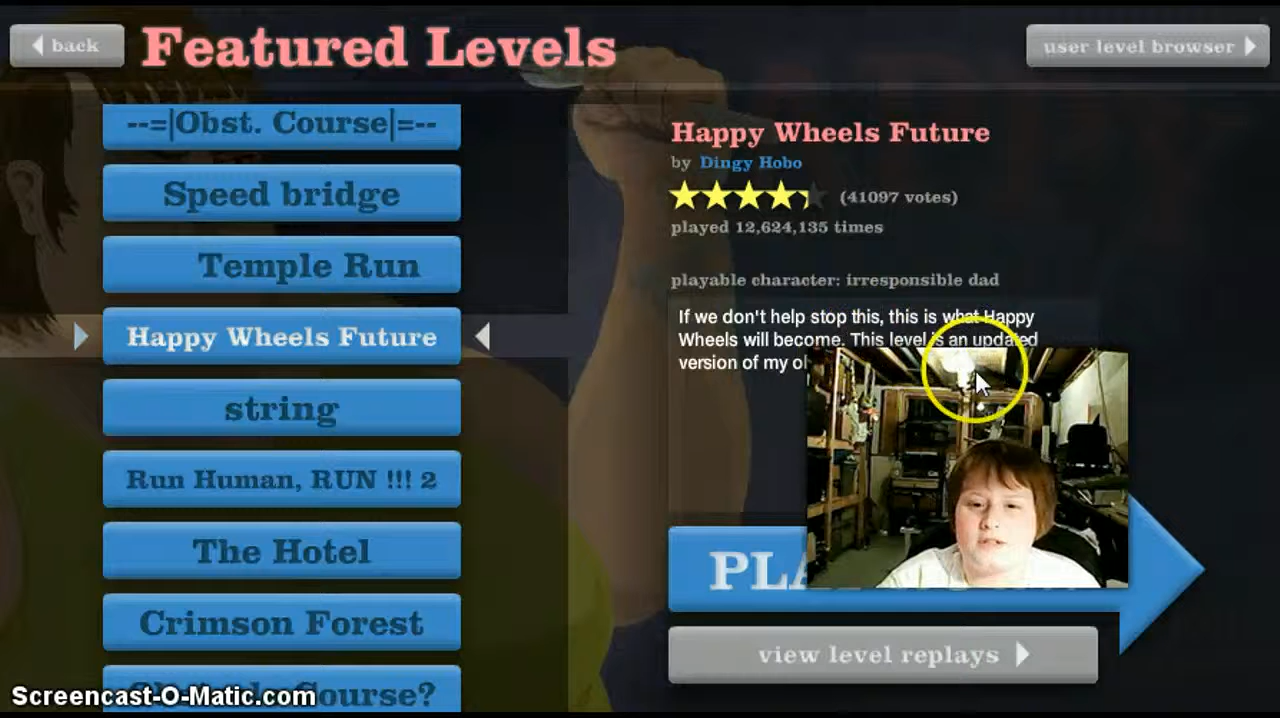 back
Featured Levels
user level browser
--=|Obst. Course|=--
Speed bridge
Temple Run
Happy Wheels Future
string
Run Human, RUN !!! 2
The Hotel
Crimson Forest
Course?
Happy Wheels Future
by Dingy Hobo
(41097 votes)
played 12,624,135 times
playable character: irresponsible dad
If we don't help stop this, this is what Happy
Wheels will become. This level is an updated
version of my
view level replays
Screencast-O-Matic.com